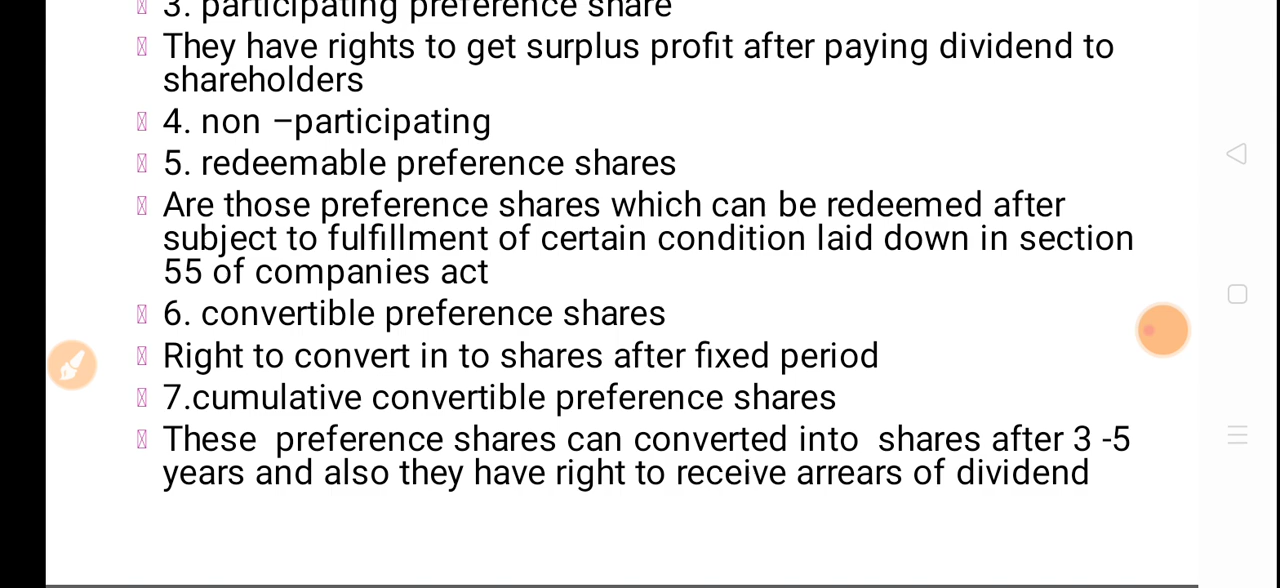 3. participating preference share
They have rights to get surplus profit after paying dividend to
shareholders
4. non –participating
5. redeemable preference shares
Are those preference shares which can be redeemed after
subject to fulfillment of certain condition laid down in section
55 of companies act
6. convertible preference shares
Right to convert in to shares after fixed period
7.cumulative convertible preference shares
These  preference shares can converted into  shares after 3 -5
years and also they have right to receive arrears of dividend